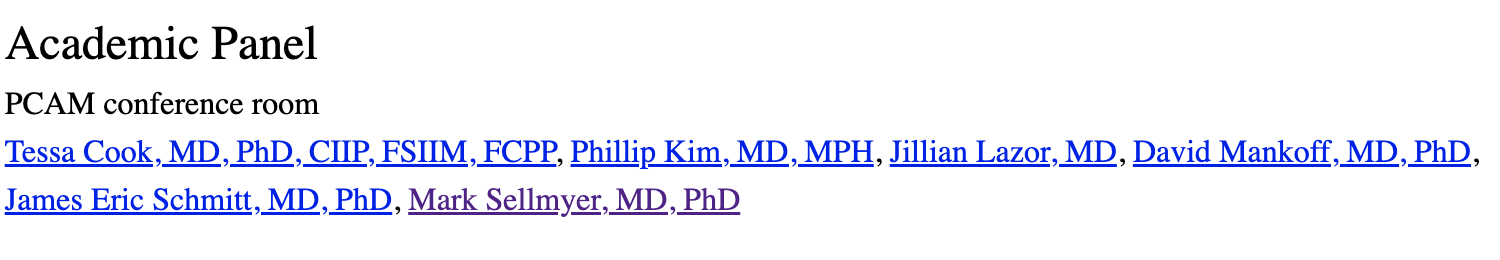 Academic Panel
PCAM conference room
Tessa Cook, MD, PhD, CIIP, FSIIM, FCPP, Phillip Kim, MD, MPH, Jillian Lazor, MD, David Mankoff, MD, PhD,
James Eric Schmitt, MD, PhD, Mark Sellmyer, MD, PhD